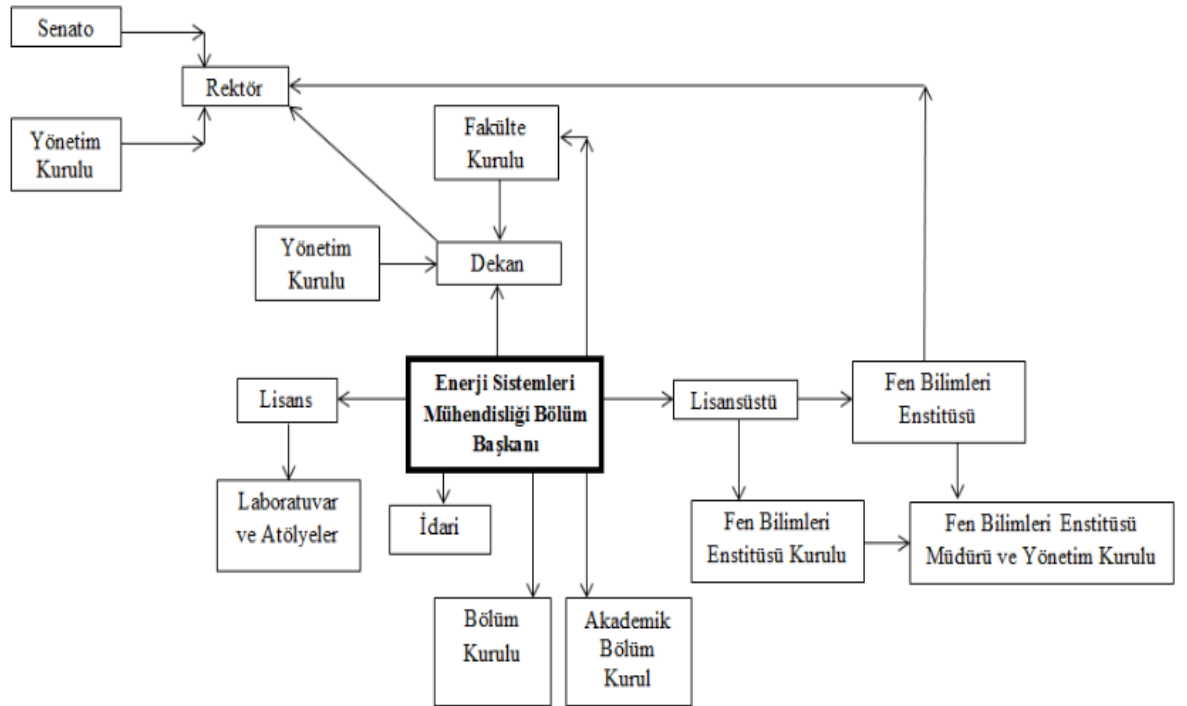 Senato
Rektör
Yönetim
Kurulu
Fakülte
Kurulu
Yönetim
Kurulu
Dekan
Enerji Sistemleri
Mühendisliği Bölüm
Başkanı
Lisans
Lisansüstü
Fen Bilimleri
Enstitüsü
Laboratuvar
ve Atölyeler
İdari
Fen Bilimleri
Enstitüsü Kurulu
Fen Bilimleri Enstitüsü
Müdürü ve Yönetim Kurulu
Bölüm
Kurulu
Akademik
Bölüm
Kurul